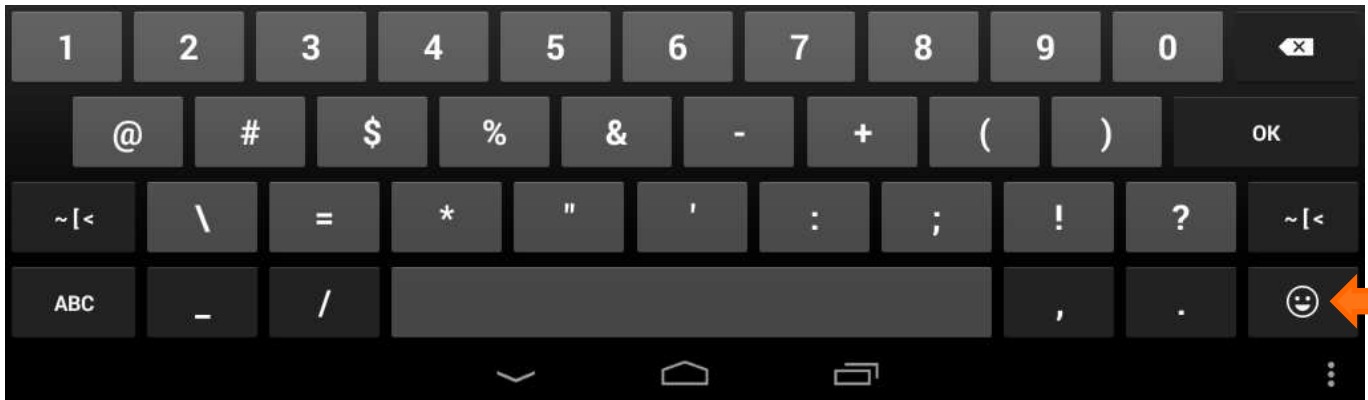 1 2 3 4 5 6 7 8 9 0
@ # $ % & - + ( ) OK
~[< \ = * " ' : ; ! ? ~[<
ABC _ / , .